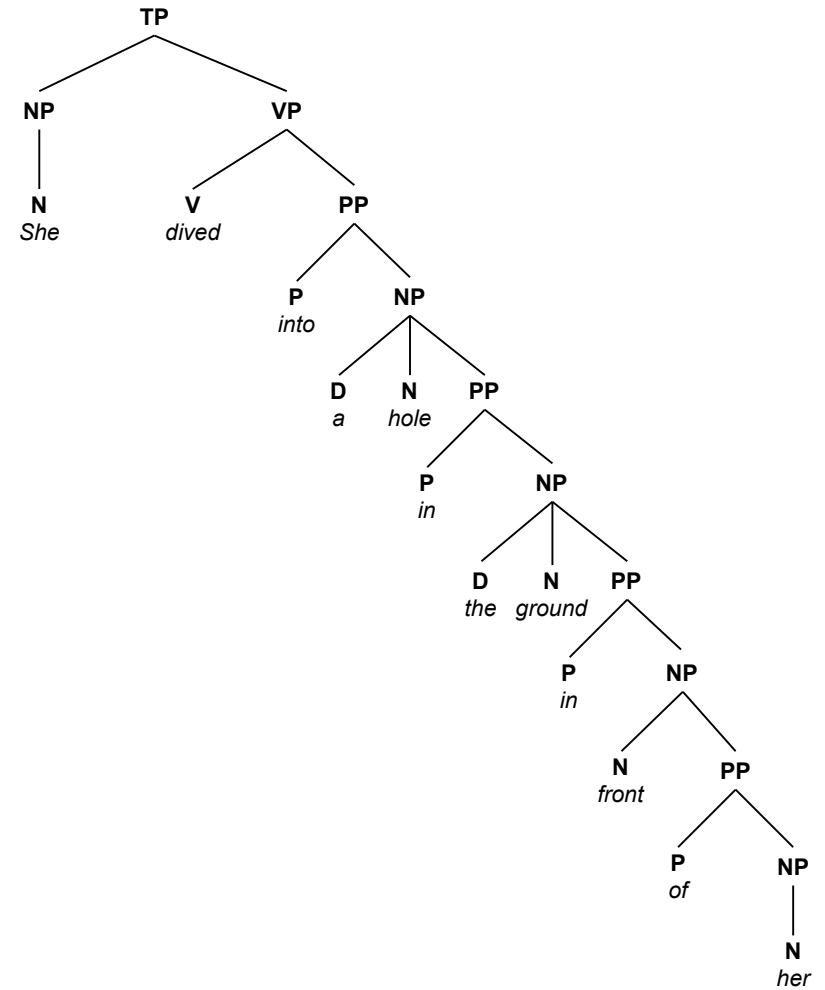 TP
NP VP
N V PP
She dived
P NP
into
D N PP
a hole
P NP
in
D N PP
the ground
P NP
in
N PP
front
P NP
of
N
her